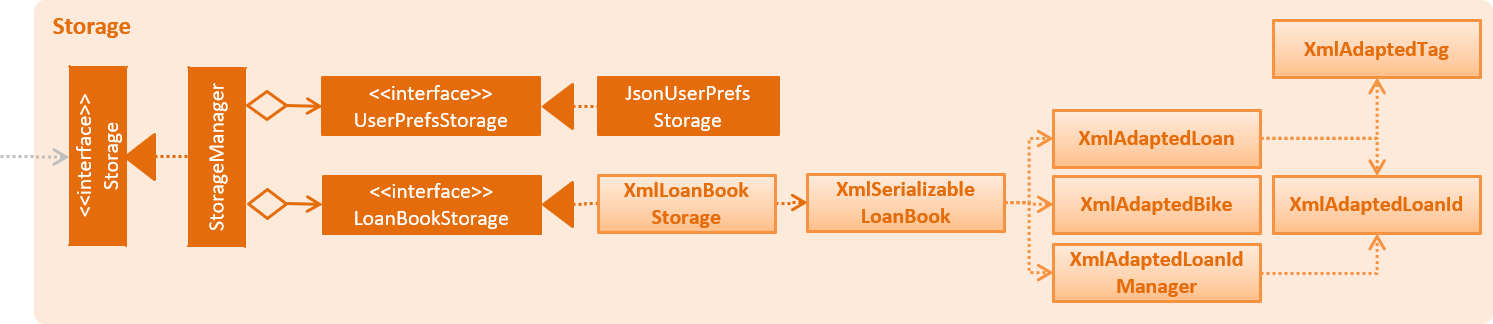 Storage
<<interface>>
Storage
StorageManager
<<interface>>
UserPrefsStorage
JsonUserPrefs
Storage
<<interface>>
LoanBookStorage
XmlLoanBook
Storage
XmlSerializable
LoanBook
XmlAdaptedLoan
XmlAdaptedBike
XmlAdaptedLoanId
Manager
XmlAdaptedTag
XmlAdaptedLoanId